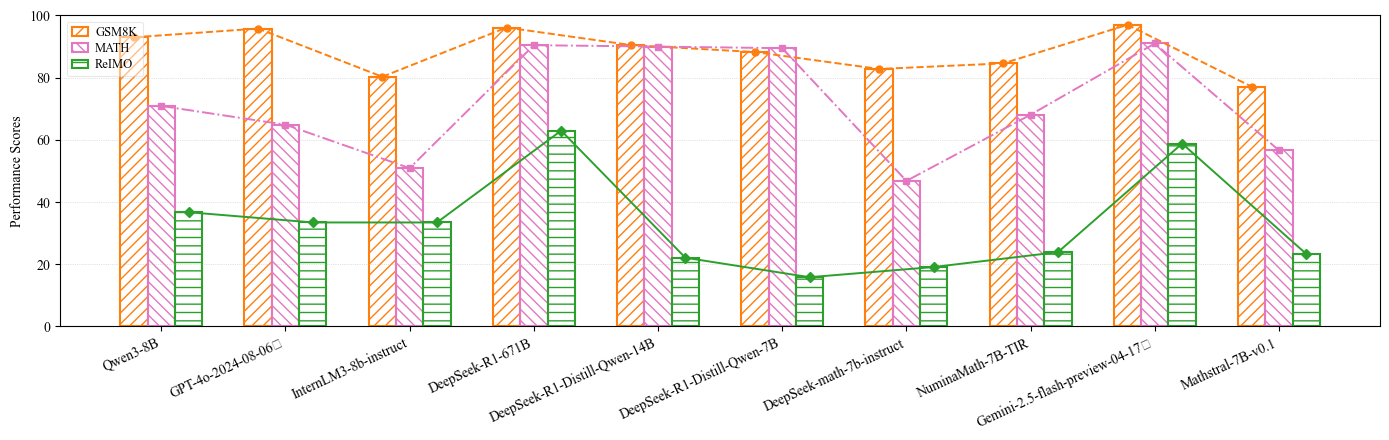 GSM8K
MATH
ReIMO
Performance Scores
100
80
60
40
20
0
Qwen3-8B
GPT-4o-2024-08-06
InternLM3-8b-instruct
DeepSeek-R1-671B
DeepSeek-R1-Distill-Qwen-14B
DeepSeek-R1-Distill-Qwen-7B
DeepSeek-math-7b-instruct
NuminaMath-7B-TIR
Gemini-2.5-flash-preview-04-17
Mathstral-7B-v0.1